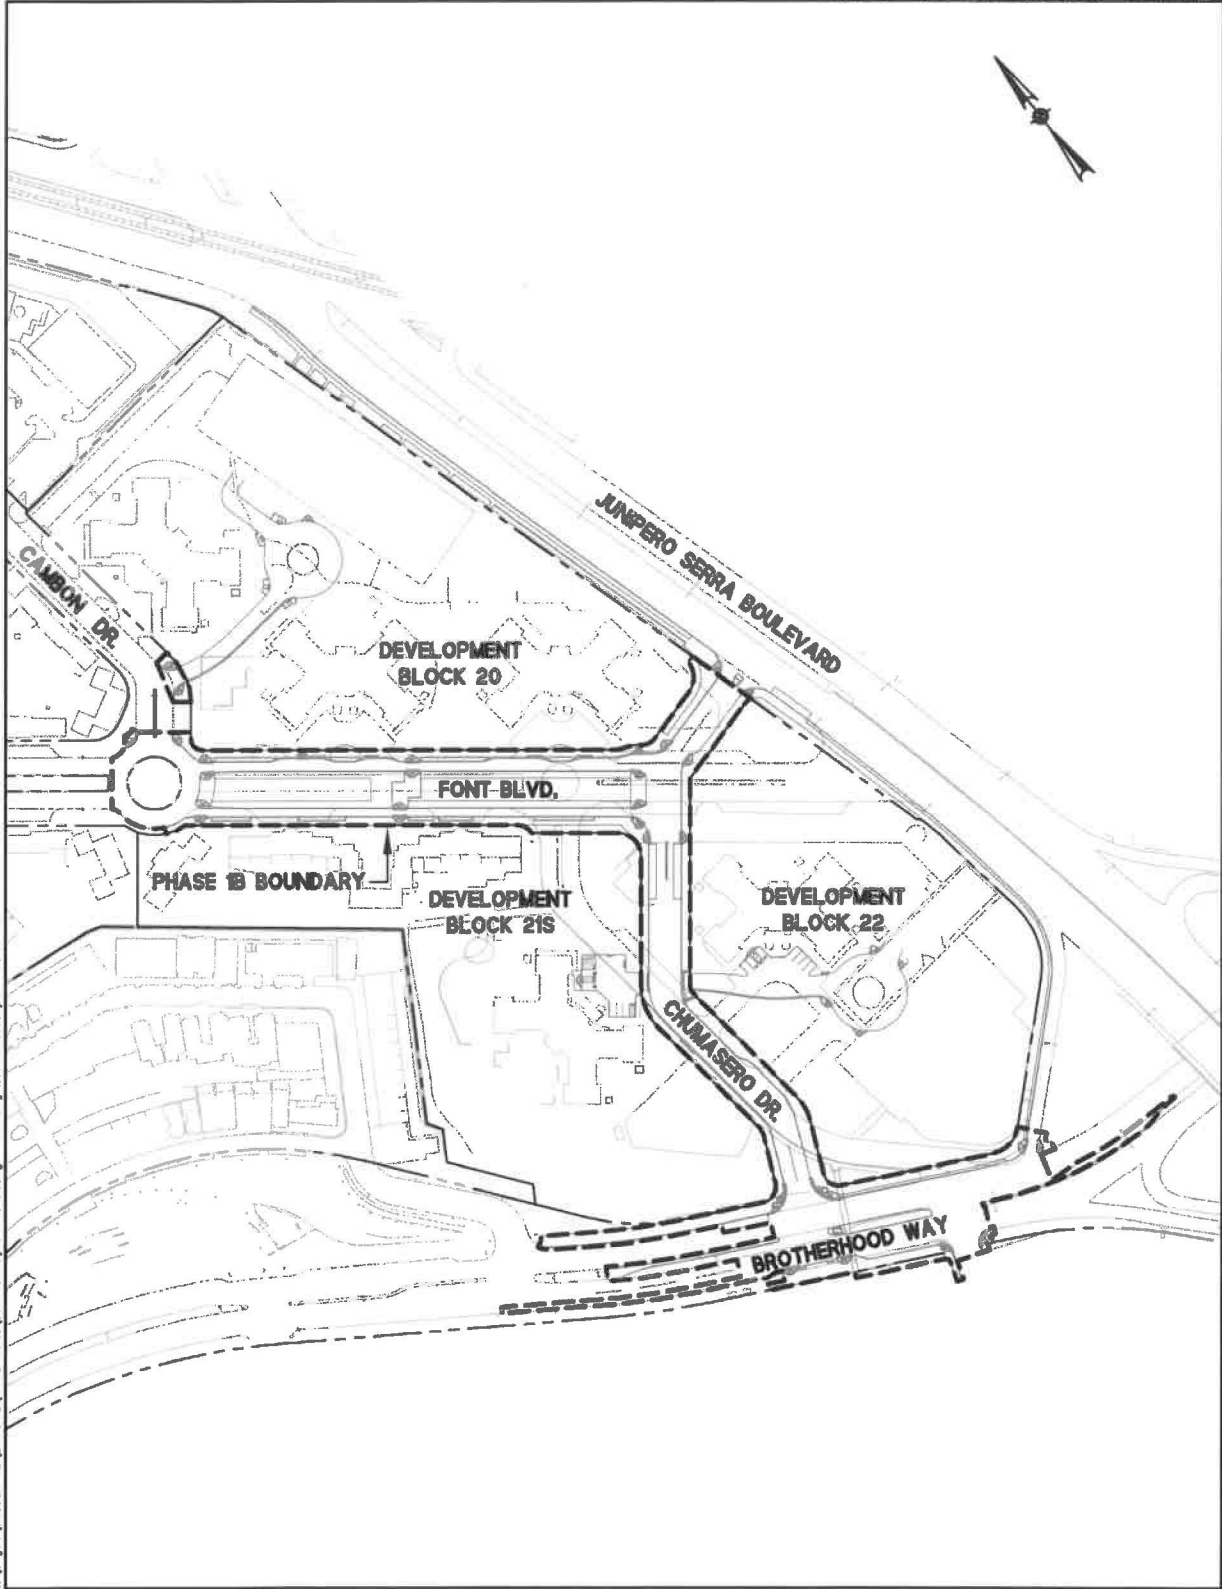 JUNIPERO SERRA BOULEVARD
CAMBON DR.
DEVELOPMENT
BLOCK 20
FONT BLVD.
PHASE 1B BOUNDARY
DEVELOPMENT
BLOCK 21S
DEVELOPMENT
BLOCK 22
CHUMASERO DR.
BROTHERHOOD WAY